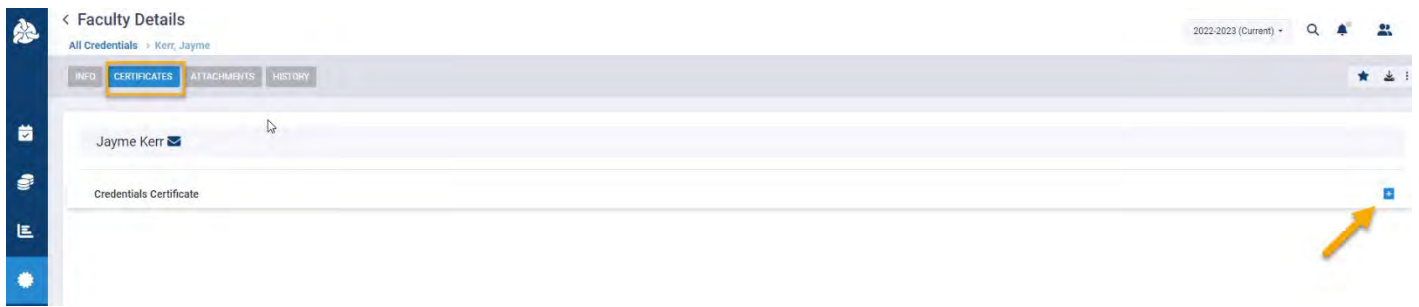 < Faculty Details
All Credentials › Kerr, Jayme
2022-2023 (Current)
INFO CERTIFICATES ATTACHMENTS HISTORY
Jayme Kerr
Credentials Certificate